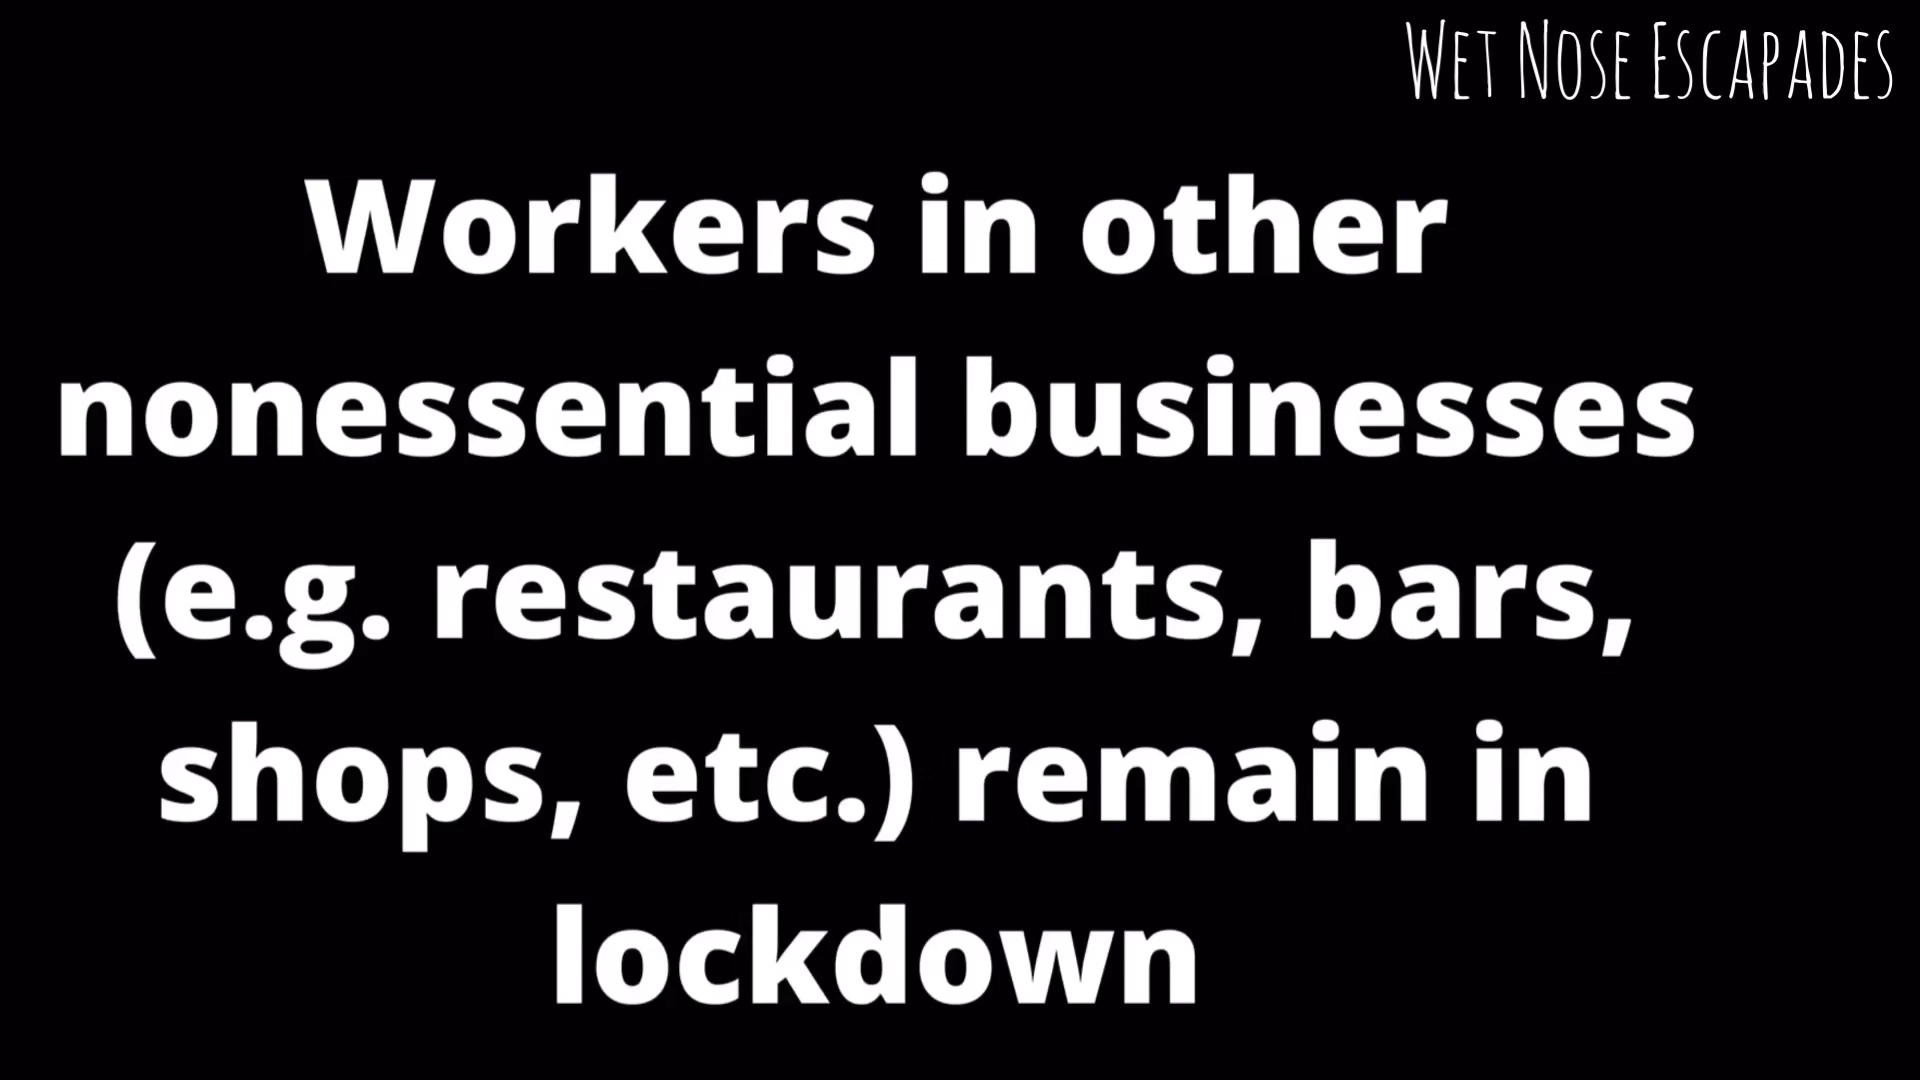 Wet Nose Escapades
Workers in other
nonessential businesses
(e.g. restaurants, bars,
shops, etc.) remain in
lockdown